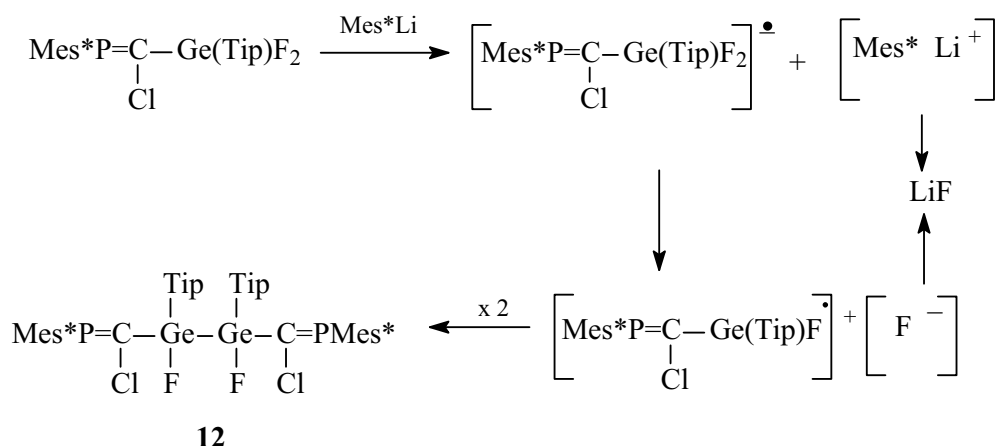 Mes*P=C—Ge(Tip)F2
Cl
Mes*Li
Mes*P=C—Ge(Tip)F2 • −
Cl
+
Mes* Li +
LiF
Tip Tip
Mes*P=C—Ge—Ge—C=PMes*
Cl F F Cl
x 2
Mes*P=C—Ge(Tip)F •
Cl
+
F −
12